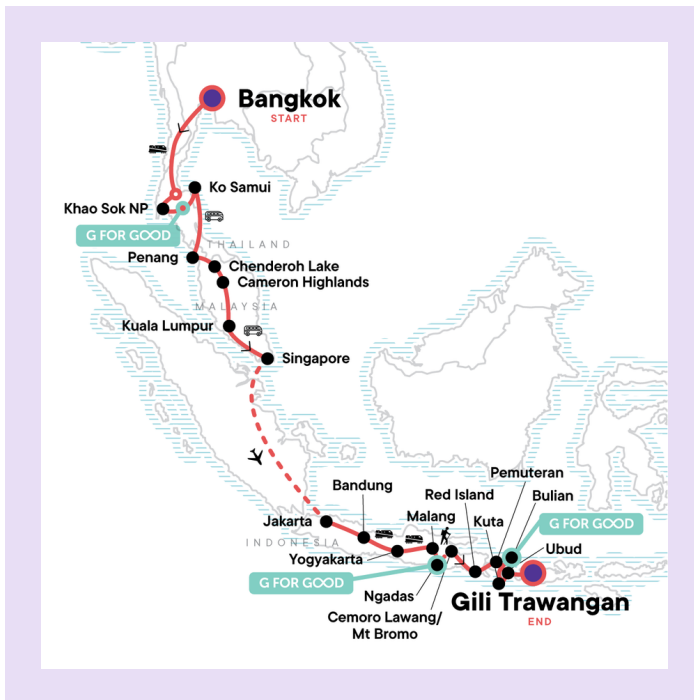 Bangkok
START
Ko Samui
Khao Sok NP
G FOR GOOD
THAILAND
Penang
Chenderoh Lake
Cameron Highlands
MALAYSIA
Kuala Lumpur
Singapore
Pemuteran
Bandung
Red Island
Bulian
Malang
Kuta
G FOR GOOD
Jakarta
INDONESIA
Yogyakarta
Ubud
G FOR GOOD
Ngadas
Gili Trawangan
END
Cemoro Lawang/
Mt Bromo